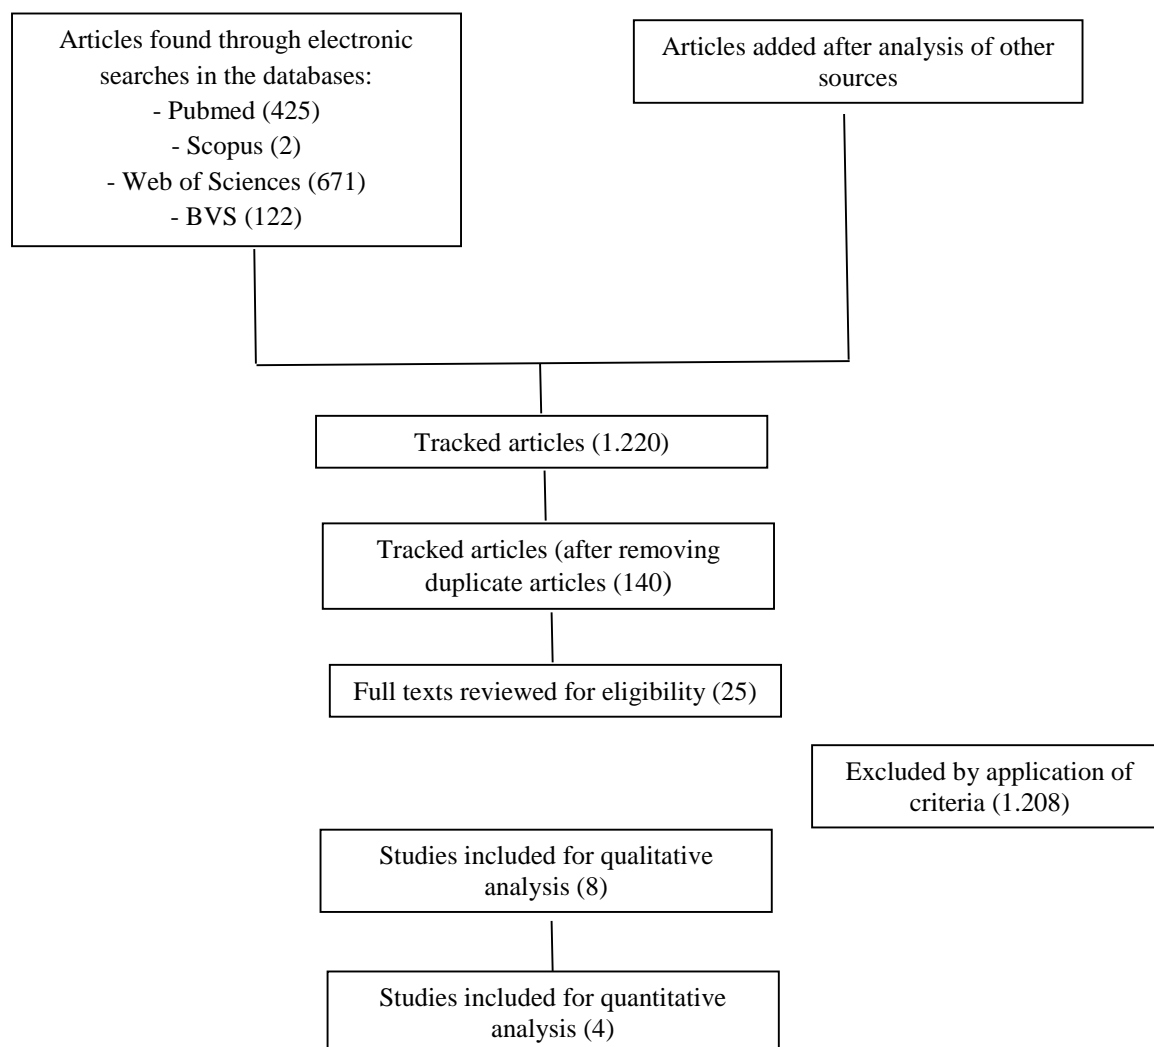 Articles found through electronic
searches in the databases:
- Pubmed (425)
- Scopus (2)
- Web of Sciences (671)
- BVS (122)
Articles added after analysis of other
sources
Tracked articles (1.220)
Tracked articles (after removing
duplicate articles (140)
Full texts reviewed for eligibility (25)
Excluded by application of
criteria (1.208)
Studies included for qualitative
analysis (8)
Studies included for quantitative
analysis (4)